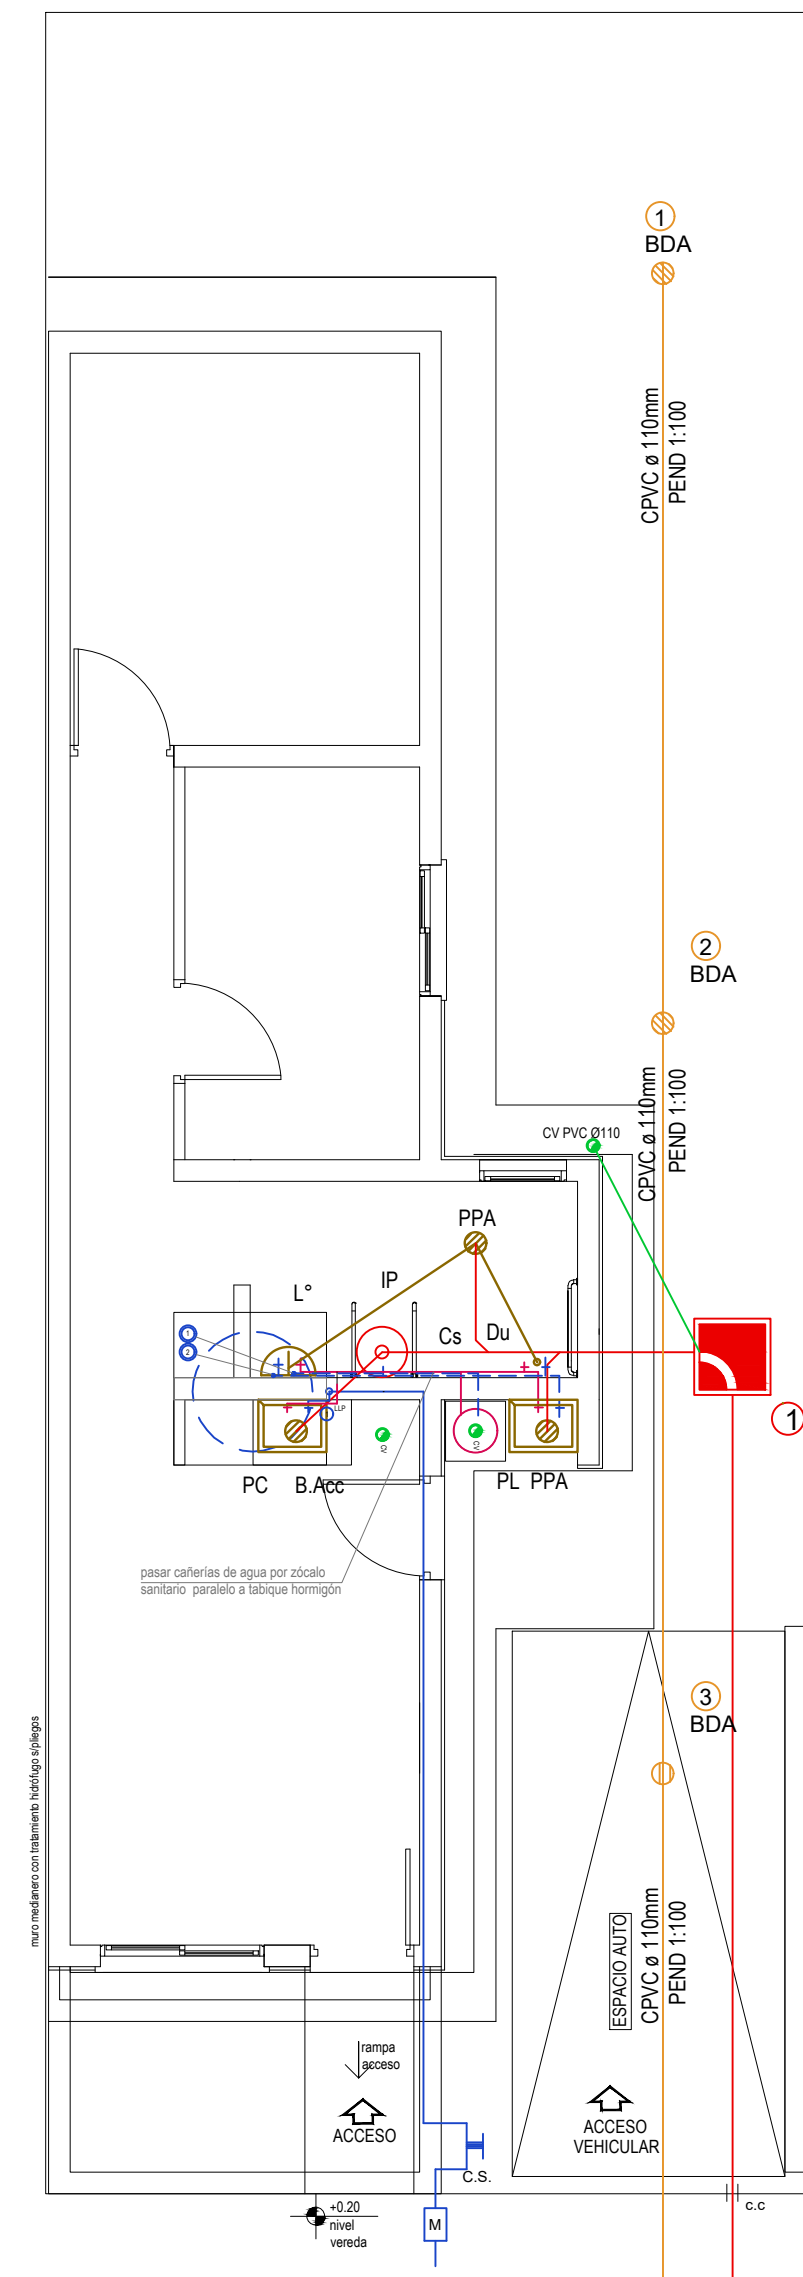 1
BDA
CPVC ø 110mm
PEND 1:100
2
BDA
CPVC ø 110mm
PEND 1:100
CV PVC Ø110
PPA
IP
L°
Cs
Du
1
2
1
LLP
CV
CV
PC
B.Acc
PL
PPA
pasar cañerías de agua por zócalo
sanitario paralelo a tabique hormigón
3
BDA
muro medianero con tratamiento hidrófugo s/pliegos
ESPACIO AUTO
CPVC ø 110mm
PEND 1:100
rampa
acceso
ACCESO
ACCESO
VEHICULAR
C.S.
+0.20
nivel
vereda
M
c.c